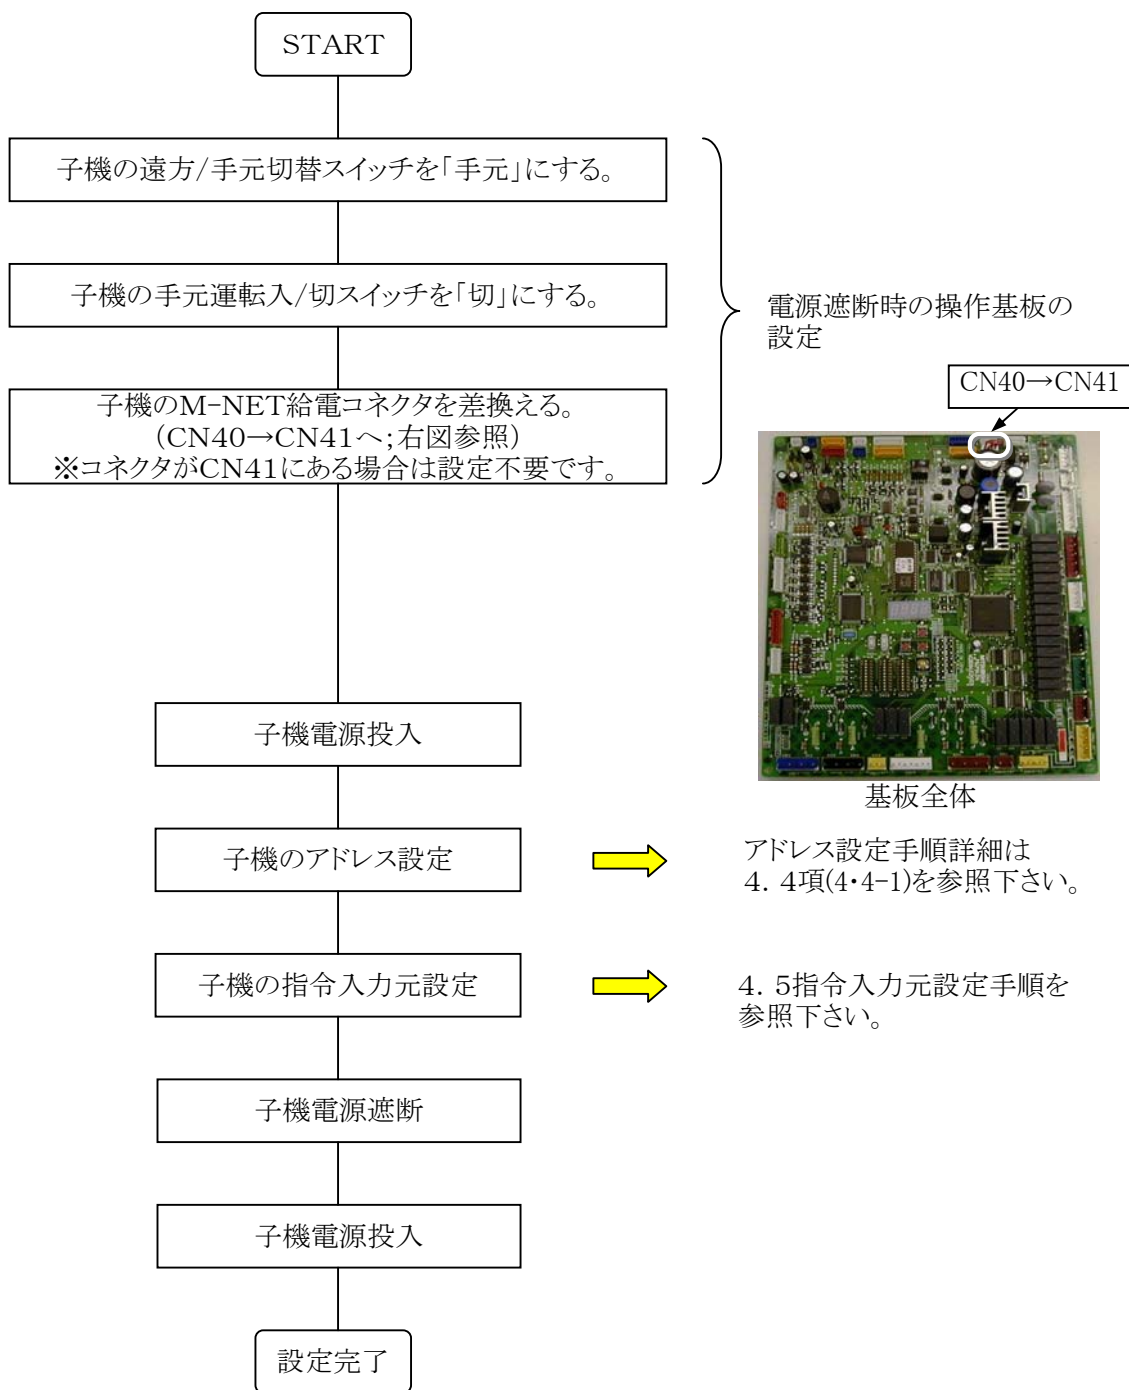 START
子機の遠方/手元切替スイッチを「手元」にする。
子機の手元運転入/切スイッチを「切」にする。
電源遮断時の操作基板の
設定
子機のM-NET給電コネクタを差換える。
（CN40→CN41へ;右図参照）
※コネクタがCN41にある場合は設定不要です。
CN40→CN41
基板全体
子機電源投入
子機のアドレス設定
アドレス設定手順詳細は
4．4項(4・4-1)を参照下さい。
子機の指令入力元設定
4．5指令入力元設定手順を
参照下さい。
子機電源遮断
子機電源投入
設定完了